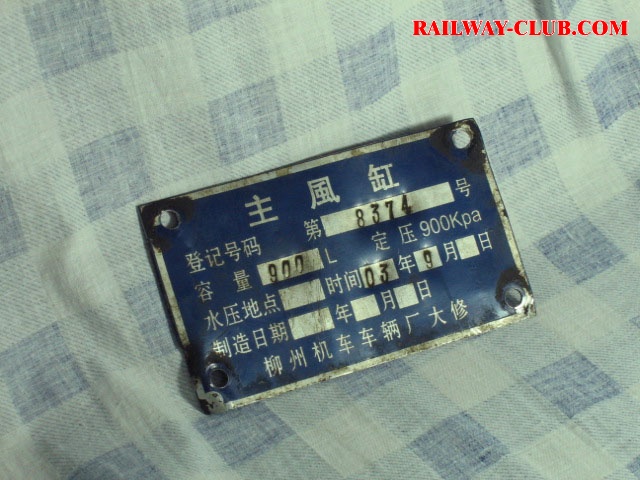 RAILWAY-CLUB.COM
主風缸
登记号码 第 8374 号
容量 900 L 定压 900Kpa
水压地点 时间 03 年 9 月 日
制造日期 年 月 日
柳州机车车辆厂大修